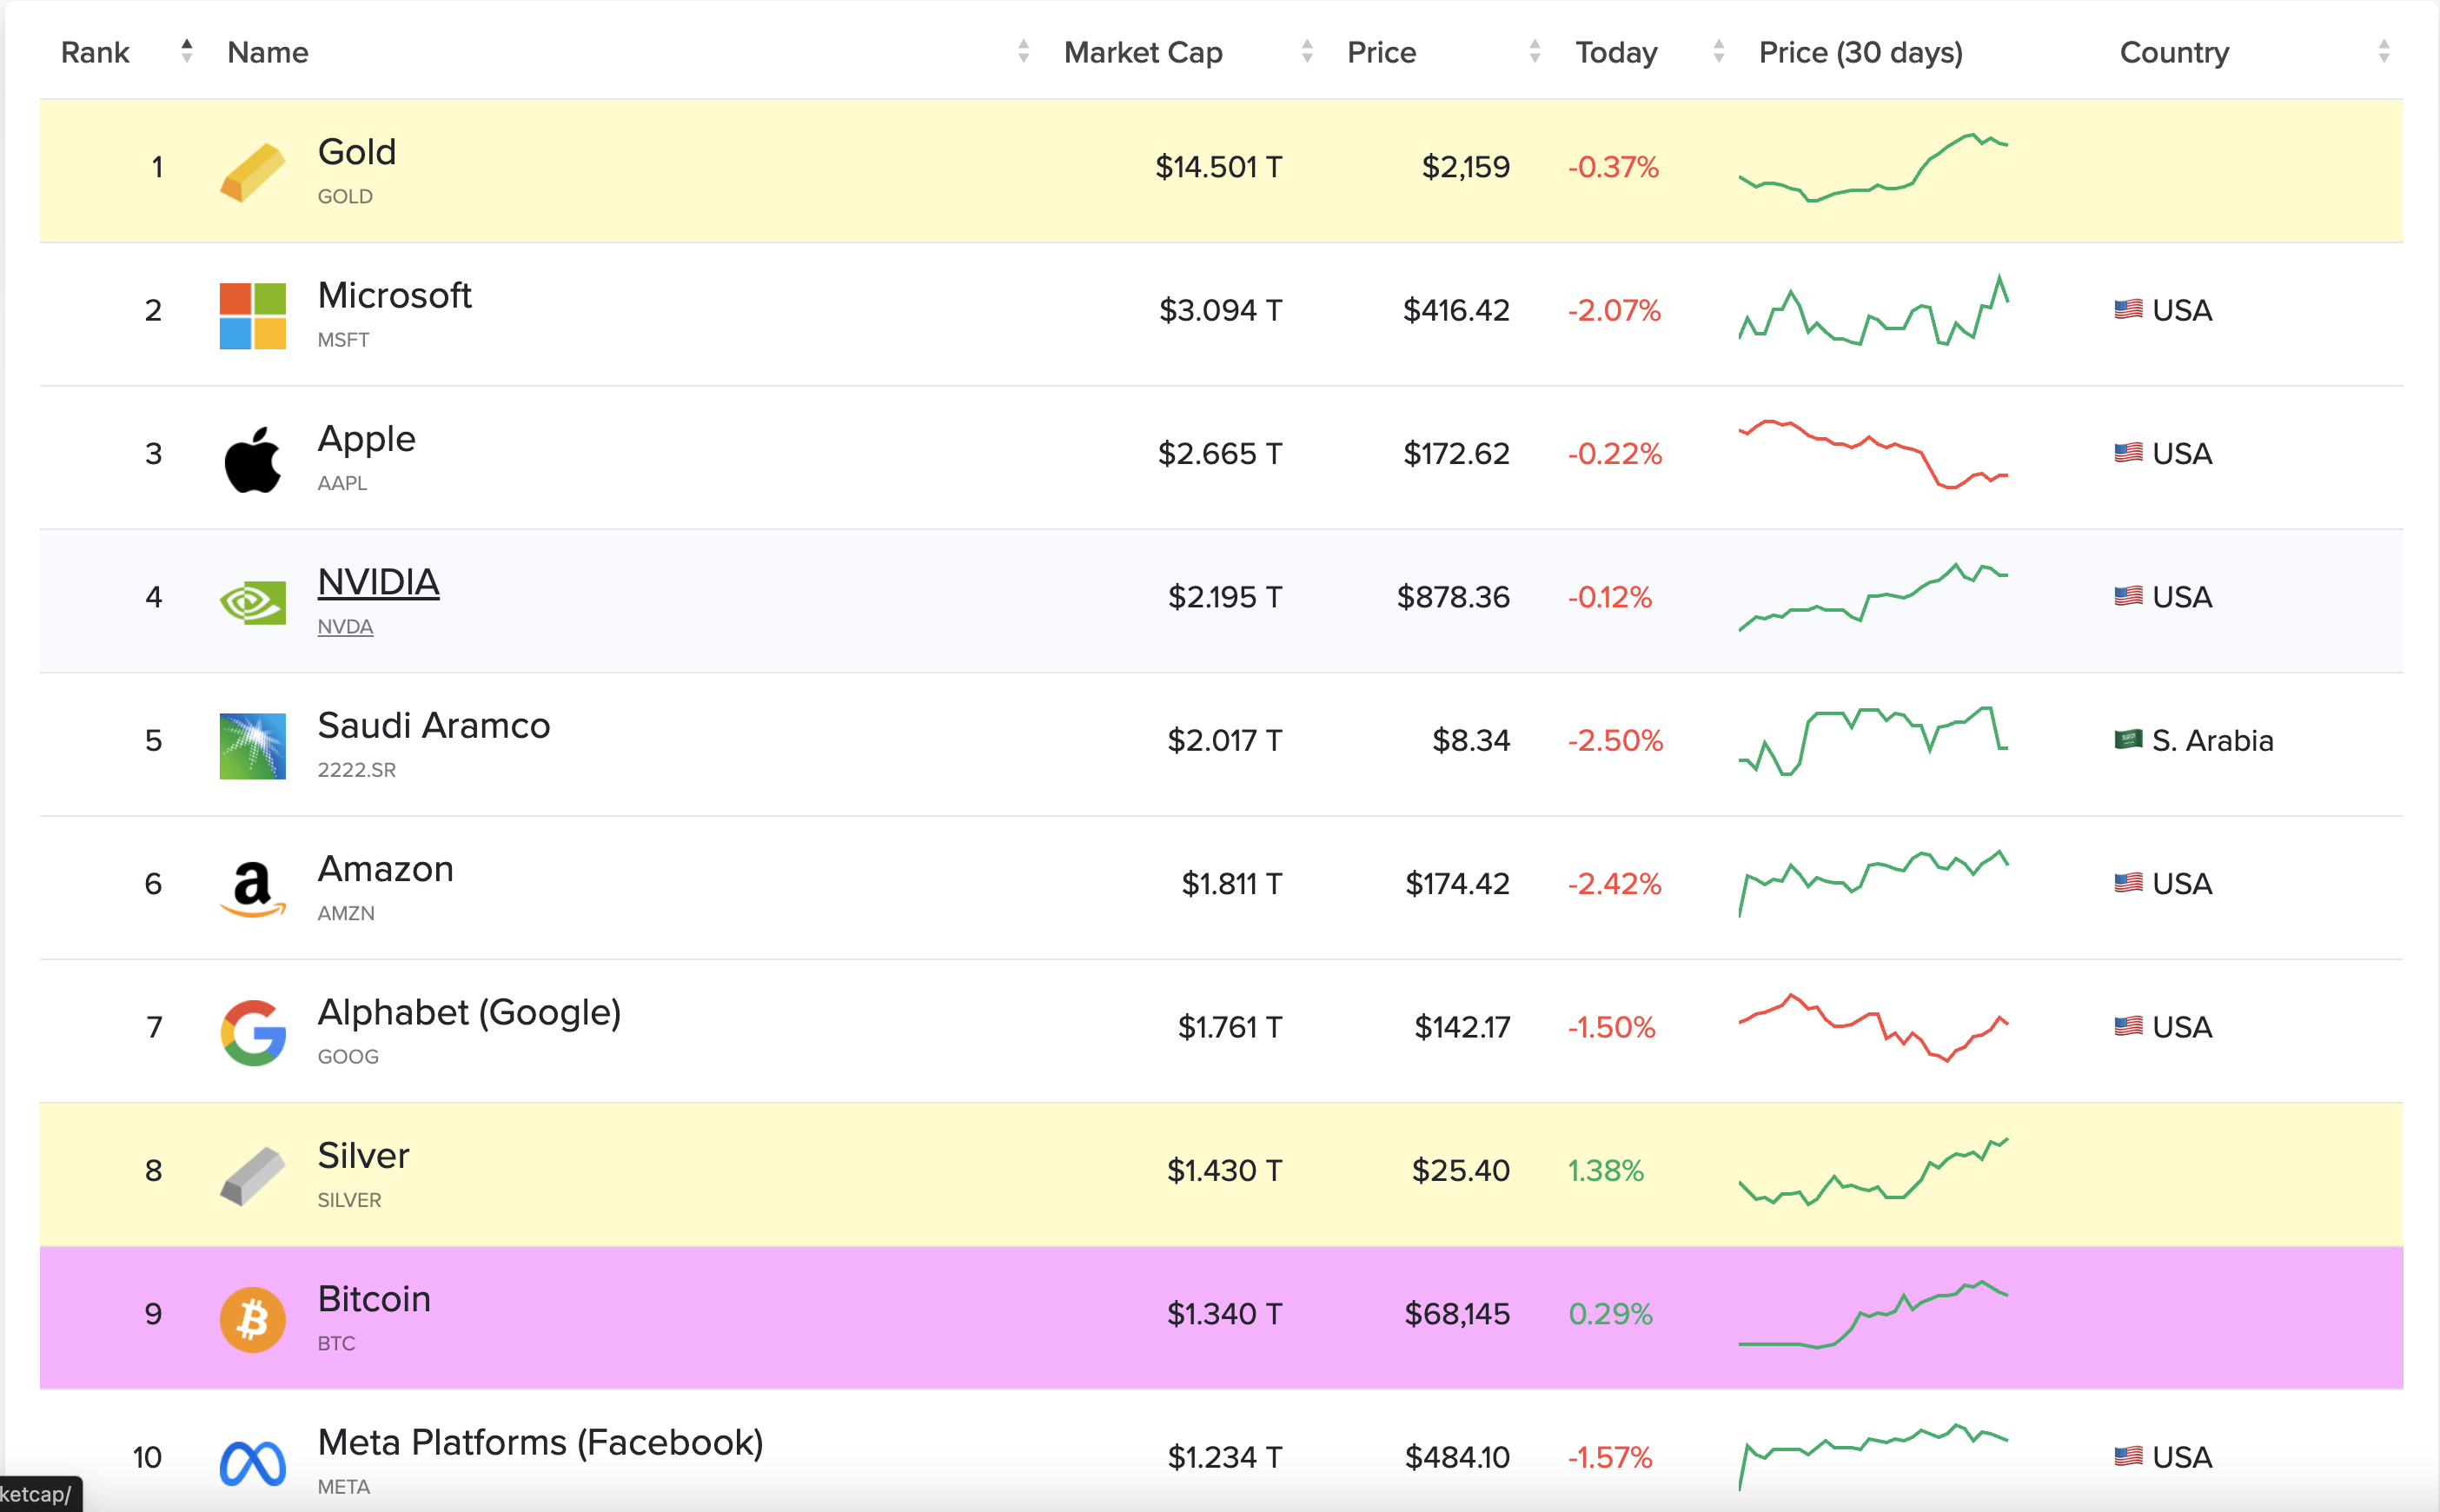 Rank Name Market Cap Price Today Price (30 days) Country
1 Gold $14.501 T $2,159 -0.37%
GOLD
2 Microsoft $3.094 T $416.42 -2.07% USA
MSFT
3 Apple $2.665 T $172.62 -0.22% USA
AAPL
4 NVIDIA $2.195 T $878.36 -0.12% USA
NVDA
5 Saudi Aramco $2.017 T $8.34 -2.50% S. Arabia
2222.SR
6 Amazon $1.811 T $174.42 -2.42% USA
AMZN
7 Alphabet (Google) $1.761 T $142.17 -1.50% USA
GOOG
8 Silver $1.430 T $25.40 1.38%
SILVER
9 Bitcoin $1.340 T $68,145 0.29%
BTC
10 Meta Platforms (Facebook) $1.234 T $484.10 -1.57% USA
META
ketcap/